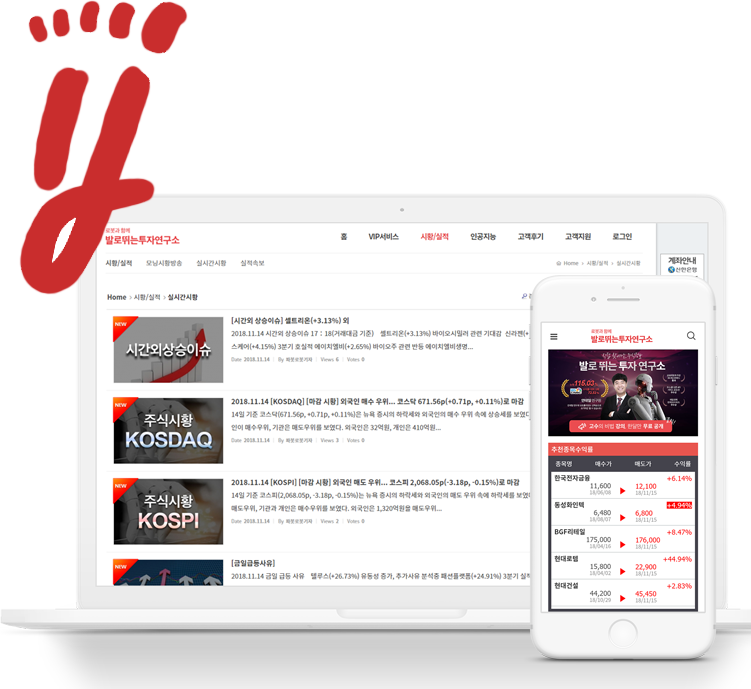 로봇과 함께
발로뛰는투자연구소
홈 VIP서비스 시황/실적 인공지능 고객후기 고객지원 로그인
시황/실적 오늘시황방송 실시간시황 실적속보
Home > 시황/실적 > 실시간시황
계좌안내
신한은행
Home > 시황/실적 > 실시간시황
NEW
시간외상승이슈
[시간외 상승이슈] 셀트리온(+3.13%) 외
2018.11.14 시간외 상승이슈 17 : 18(거래대금 기준) 셀트리온(+3.13%) 바이오시밀러 관련 기대감 신라젠(+
스케어(+4.15%) 3분기 호실적 에이치엘비(+2.65%) 바이오주 관련 반등 에이치엘비생명...
Date 2018.11.14 By 외봇로봇기자 Views 6 Votes 0
NEW
주식시황
KOSDAQ
2018.11.14 [KOSDAQ] [마감 시황] 외국인 매수 우위... 코스닥 671.56p(+0.71p, +0.11%)로 마감
14일 기준 코스닥(671.56p, +0.71p, +0.11%)은 뉴욕 증시의 하락세와 외국인의 매수 우위 속에 상승세를 보였다
인이 매수우위, 기관은 매도우위를 보였다. 외국인은 32억원, 개인은 410억원...
Date 2018.11.14 Views 3 Votes 0
NEW
주식시황
KOSPI
2018.11.14 [KOSPI] [마감 시황] 외국인 매도 우위... 코스피 2,068.05p(-3.18p, -0.15%)로 마감
14일 기준 코스피(2,068.05p, -3.18p, -0.15%)는 뉴욕 증시의 하락세와 외국인의 매도 우위 속에 하락세를 보였
매도우위, 기관과 개인은 매수우위를 보였다. 외국인은 1,320억원을 매도우위...
Date 2018.11.14 Views 2 Votes 0
NEW
[금일급등사유]
2018.11.14 금일 급등 사유 텔루스(+26.73%) 유동성 증가, 추가사유 분석중 패션플랫폼(+24.91%) 3분기 실적
로봇과 함께
발로뛰는투자연구소
발로 뛰는 투자 연구소
115.03
고수의 비법 강의, 한달만 무료 공개
추천종목수익률
종목명 매수가 매도가 수익률
한국전자금융 +6.14%
11,600 12,100
18/08/08 18/11/15
동성화인텍 +4.94%
6,480 6,800
18/08/07 18/11/15
BGF리테일 +8.47%
175,000 176,000
18/04/18 18/11/15
현대로템 +44.94%
15,800 22,900
18/04/02 18/11/15
현대건설 +2.83%
44,200 45,450
18/10/29 18/11/15